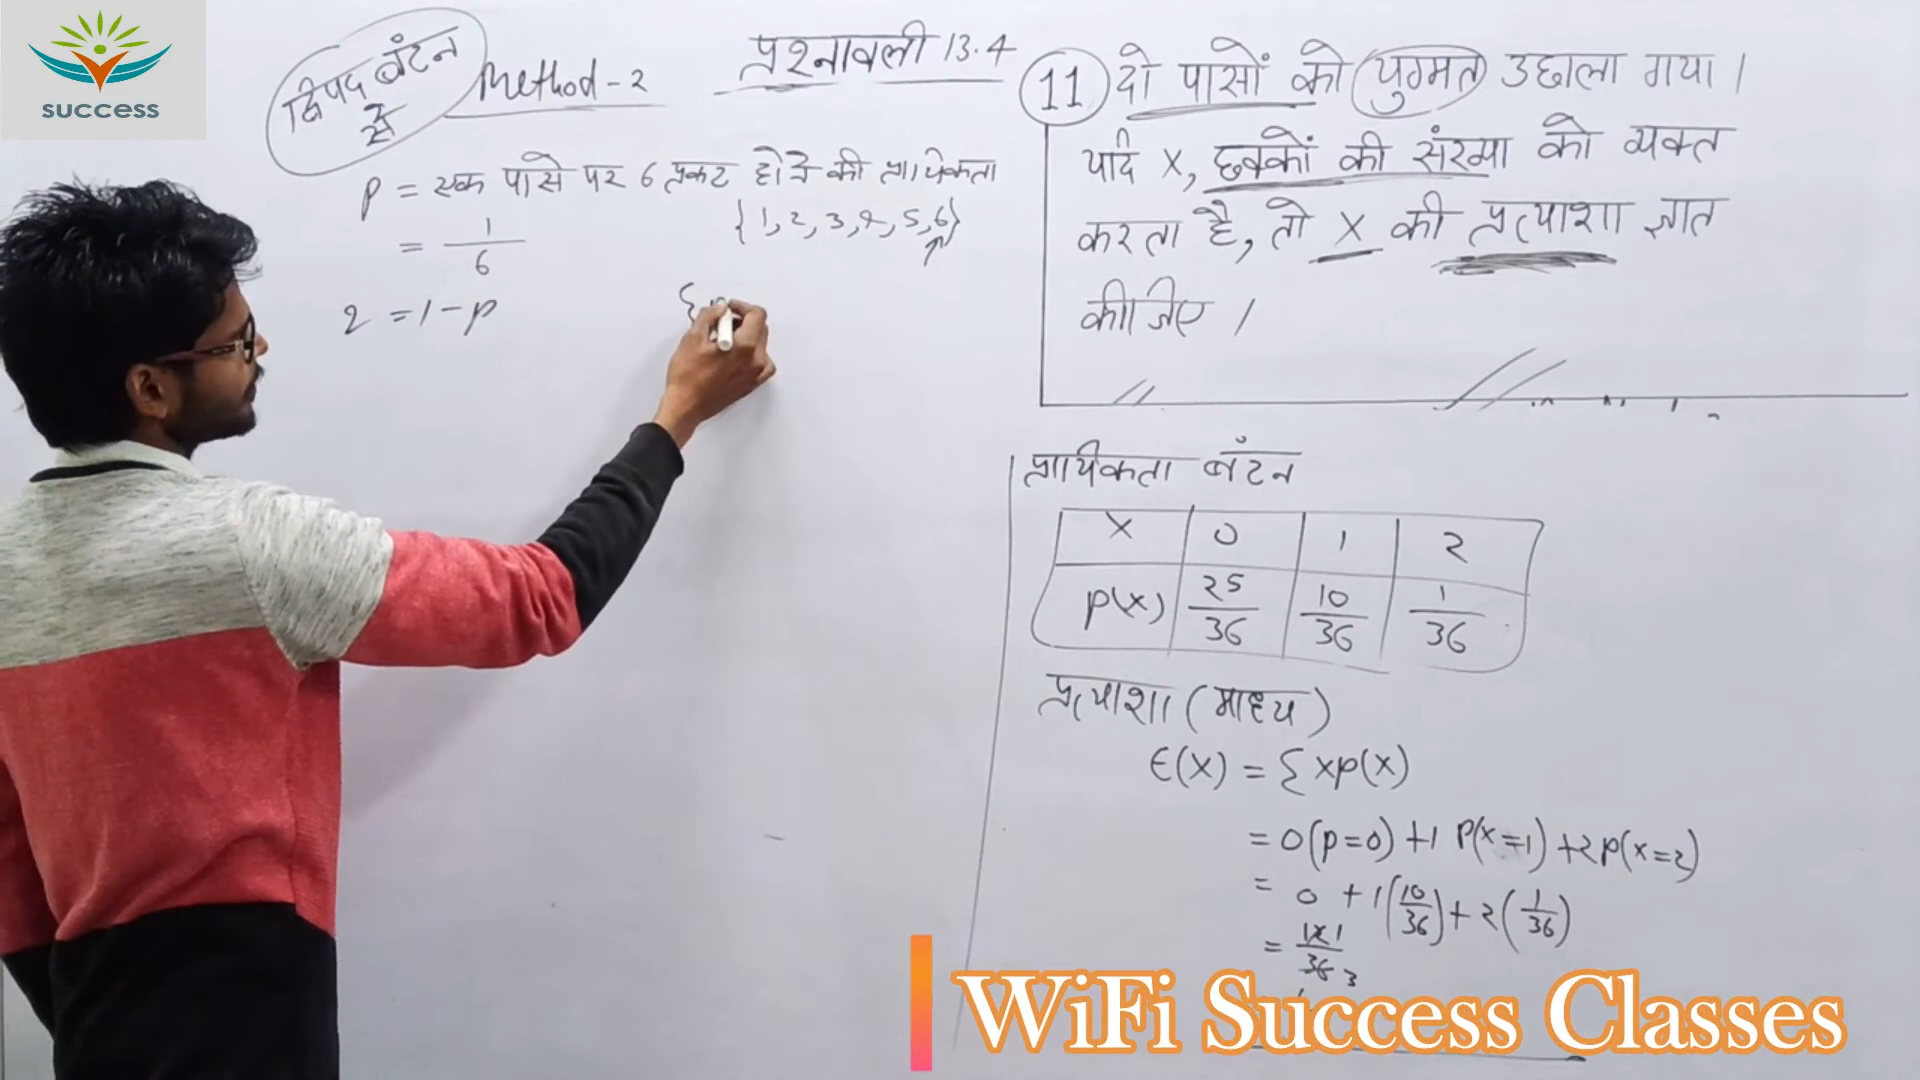 success
द्विपद बंटन
से
Method-2
प्रश्नावली 13.4
P = एक पासे पर 6 प्रकट होने की प्रायिकता
{1,2,3,4,5,6}
= 1/6
q = 1-p
11 दो पासों को युग्मत उछाला गया।
यदि X, छक्कों की संख्या को व्यक्त
करता है, तो X की प्रत्याशा ज्ञात
कीजिए।
प्रायिकता बंटन
X 0 1 2
P(X) 25/36 10/36 1/36
प्रत्याशा (माध्य)
E(X) = Σ XP(X)
= 0(P=0) +1 P(X=1) +2P(X=2)
= 0 + 1(10/36) + 2(1/36)
WiFi Success Classes